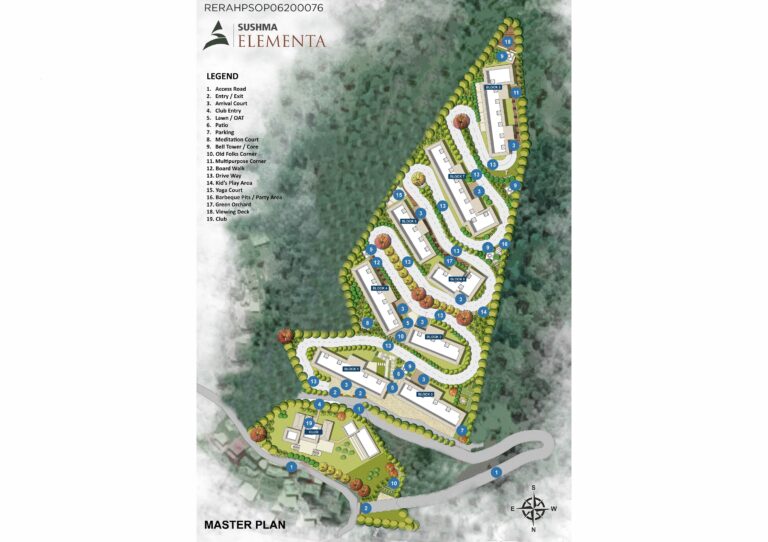 RERAHPSOP06200076
SUSHMA
ELEMENTA
LEGEND
1. Access Road
2. Entry / Exit
3. Arrival Court
4. Club Entry
5. Lawn / OAT
6. Patio
7. Parking
8. Meditation Court
9. Bell Tower / Core
10. Old Folks Corner
11. Multipurpose Corner
12. Board Walk
13. Drive Way
14. Kid's Play Area
15. Yoga Court
16. Barbeque Pits / Party Area
17. Green Orchard
18. Viewing Deck
19. Club
MASTER PLAN
S
E W
N